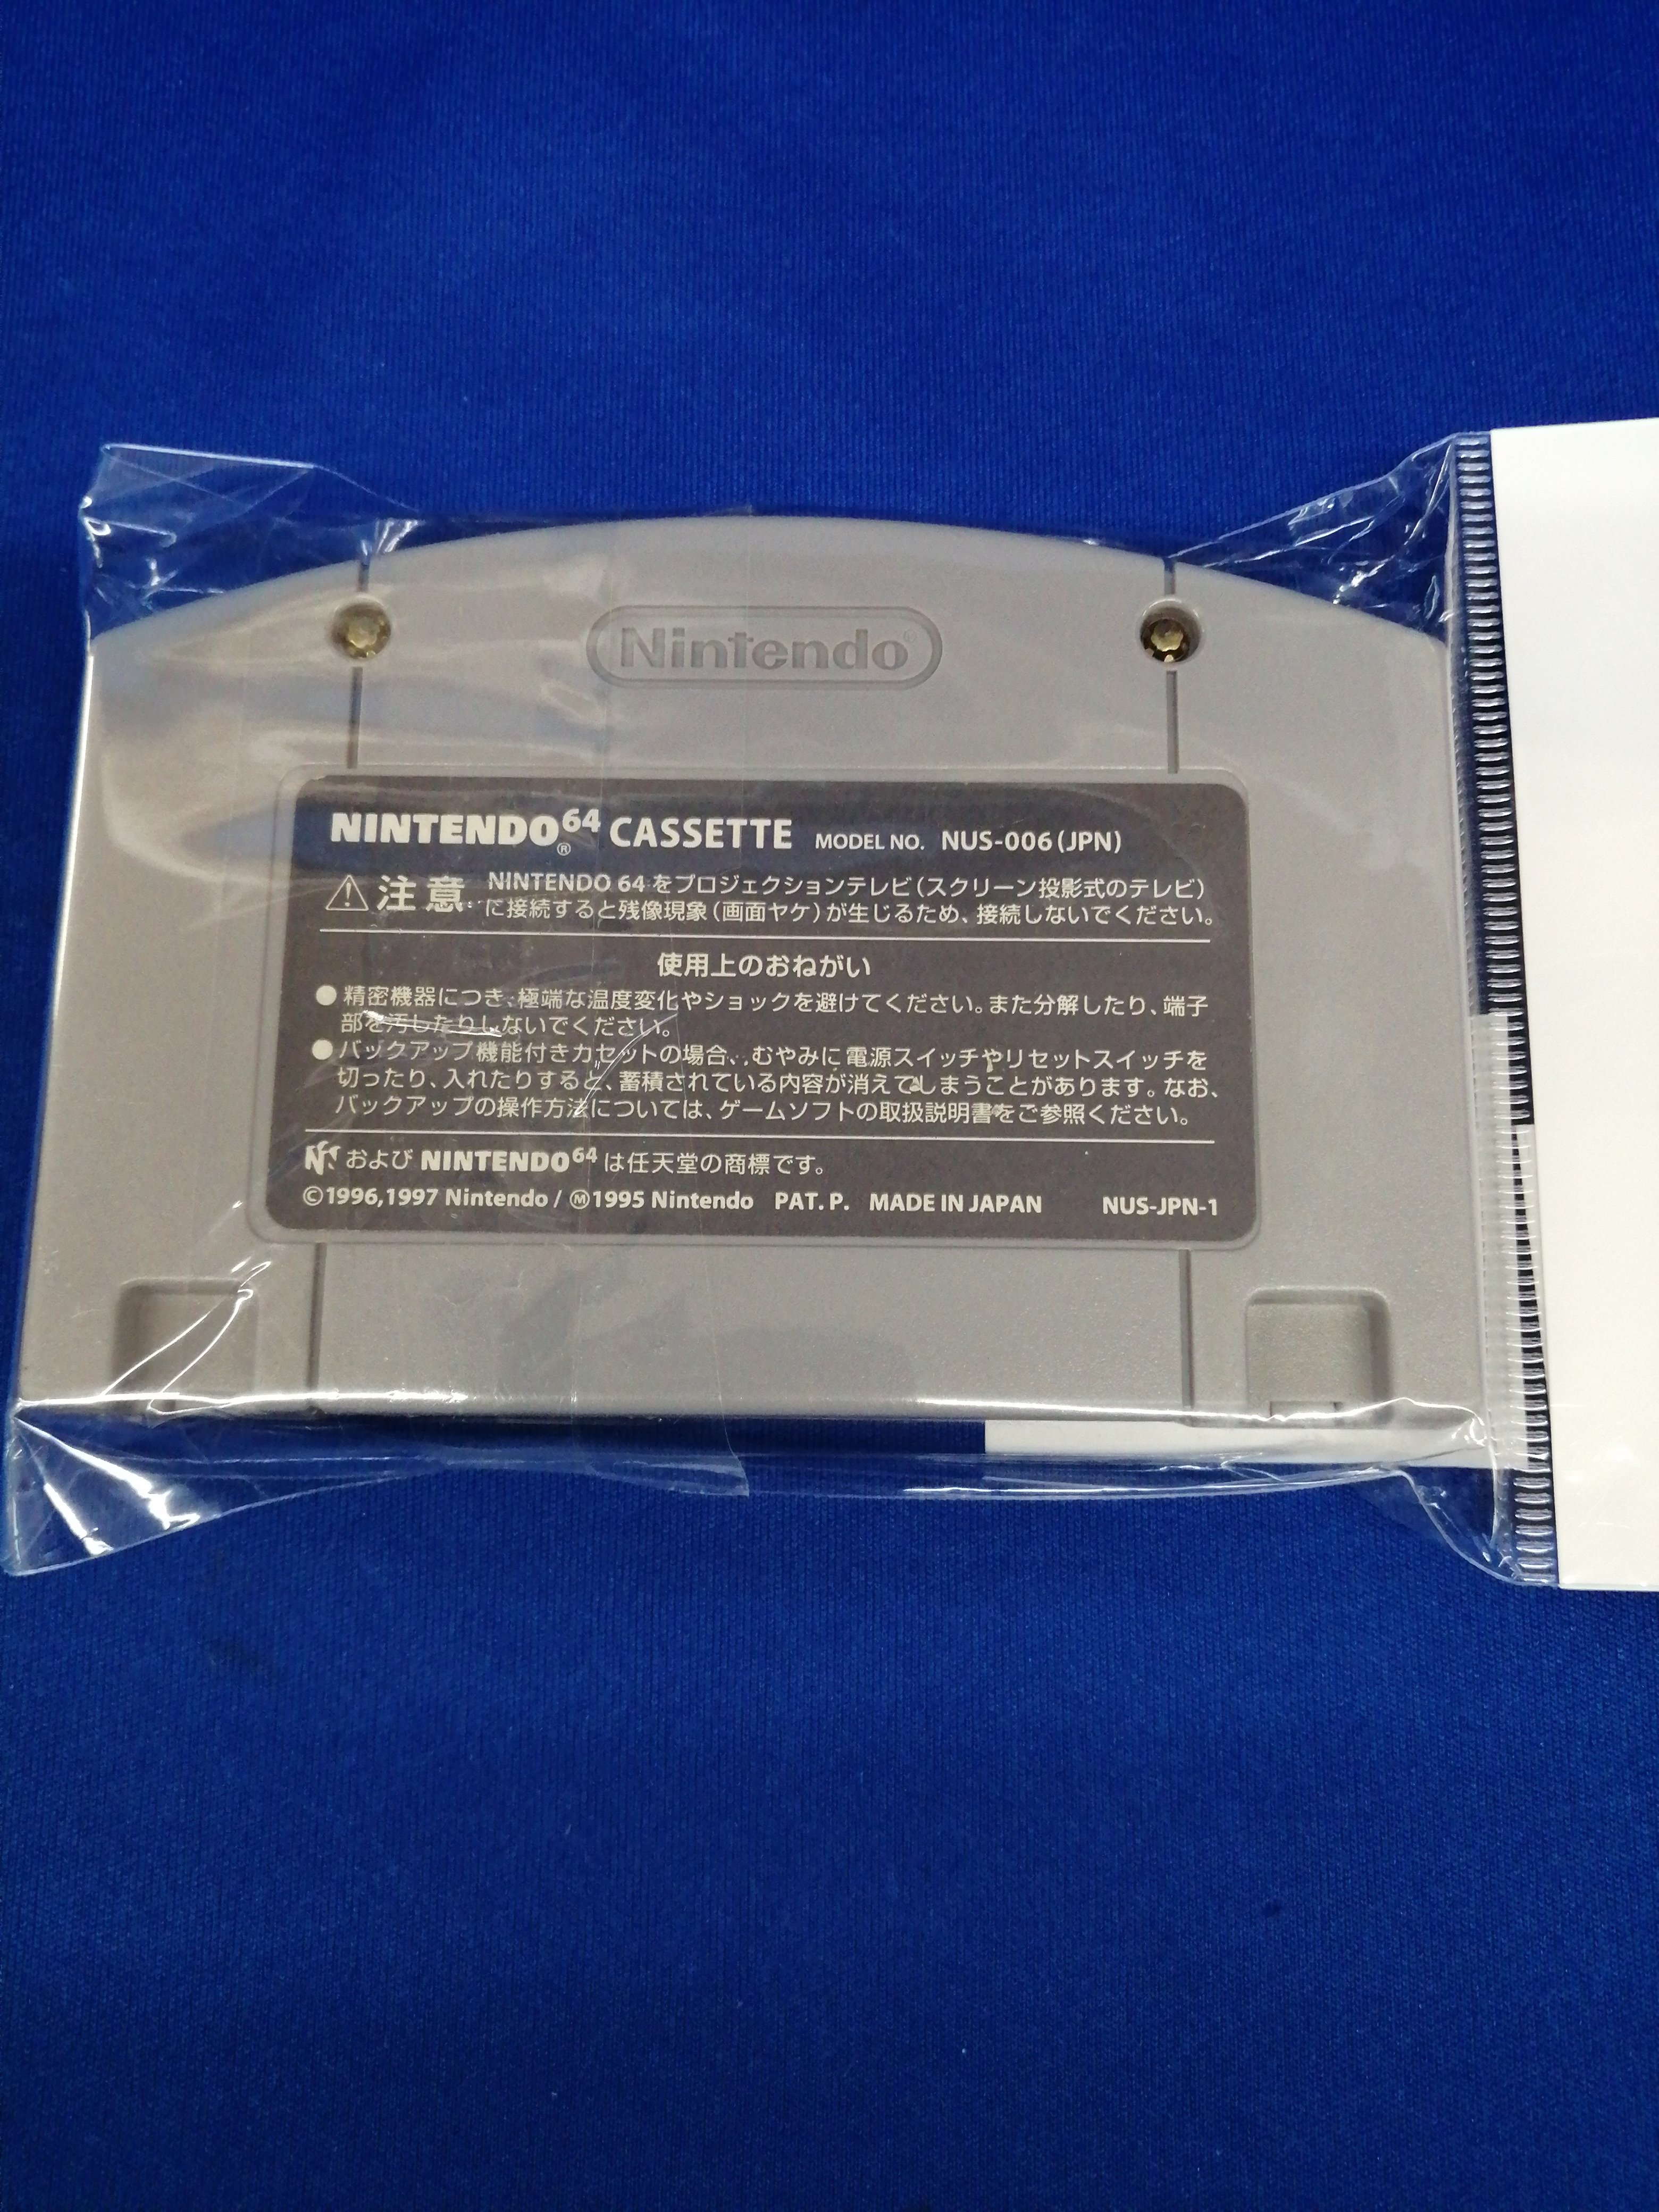 Nintendo®
NINTENDO64® CASSETTE MODEL NO. NUS-006(JPN)
⚠注意 NINTENDO 64をプロジェクションテレビ(スクリーン投影式のテレビ)
に接続すると残像現象(画面ヤケ)が生じるため、接続しないでください。
使用上のおねがい
●精密機器につき、極端な温度変化やショックを避けてください。また分解したり、端子
部を汚したりしないでください。
●バックアップ機能付きカセットの場合、むやみに電源スイッチやリセットスイッチを
切ったり、入れたりすると、蓄積されている内容が消えてしまうことがあります。なお、
バックアップの操作方法については、ゲームソフトの取扱説明書をご参照ください。
N および NINTENDO64 は任天堂の商標です。
©1996,1997 Nintendo / Ⓜ1995 Nintendo PAT. P. MADE IN JAPAN NUS-JPN-1